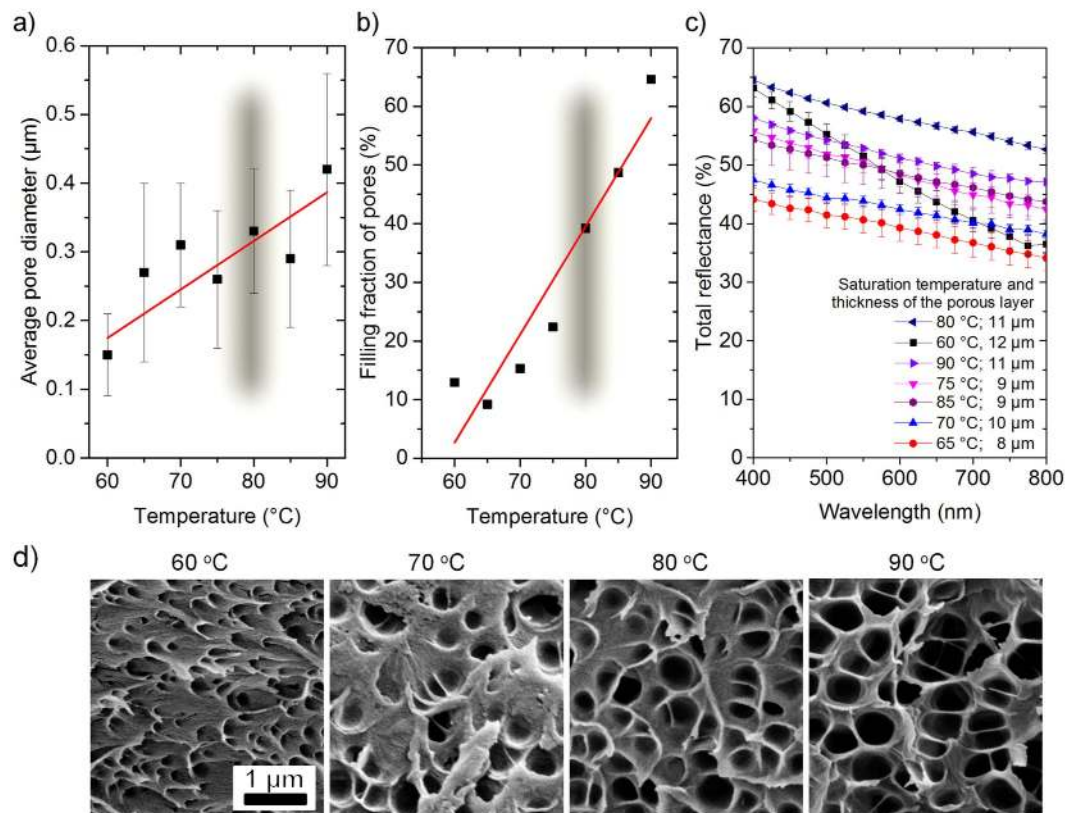 a)
0.6
0.5
0.4
0.3
0.2
0.1
0.0
Average pore diameter (µm)
60 70 80 90
Temperature (°C)
b)
70
60
50
40
30
20
10
0
Filling fraction of pores (%)
60 70 80 90
Temperature (°C)
c)
70
60
50
40
30
20
10
0
Total reflectance (%)
Saturation temperature and
thickness of the porous layer
80 °C; 11 µm
60 °C; 12 µm
90 °C; 11 µm
75 °C; 9 µm
85 °C; 9 µm
70 °C; 10 µm
65 °C; 8 µm
400 500 600 700 800
Wavelength (nm)
d)
60 °C 70 °C 80 °C 90 °C
1 µm